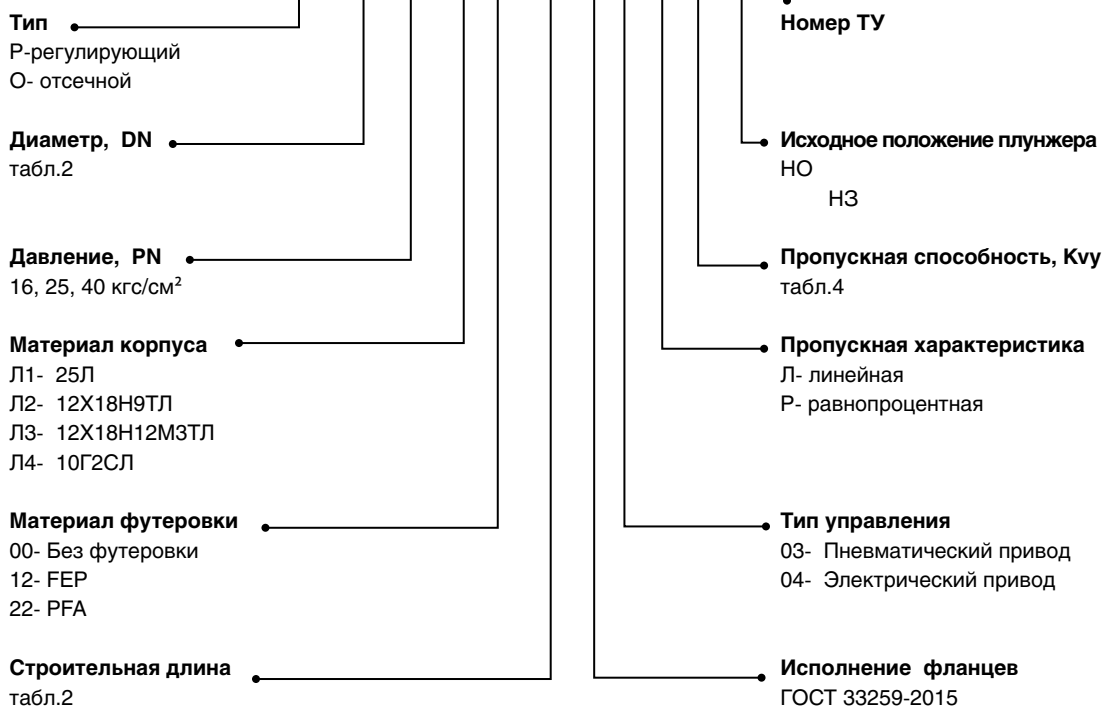 Тип
Р-регулирующий
О- отсечной
Диаметр, DN
табл.2
Давление, PN
16, 25, 40 кгс/см²
Материал корпуса
Л1- 25Л
Л2- 12Х18Н9ТЛ
Л3- 12Х18Н12М3ТЛ
Л4- 10Г2СЛ
Материал футеровки
00- Без футеровки
12- FEP
22- PFA
Строительная длина
табл.2
Номер ТУ
Исходное положение плунжера
НО
НЗ
Пропускная способность, Kvy
табл.4
Пропускная характеристика
Л- линейная
Р- равнопроцентная
Тип управления
03- Пневматический привод
04- Электрический привод
Исполнение фланцев
ГОСТ 33259-2015